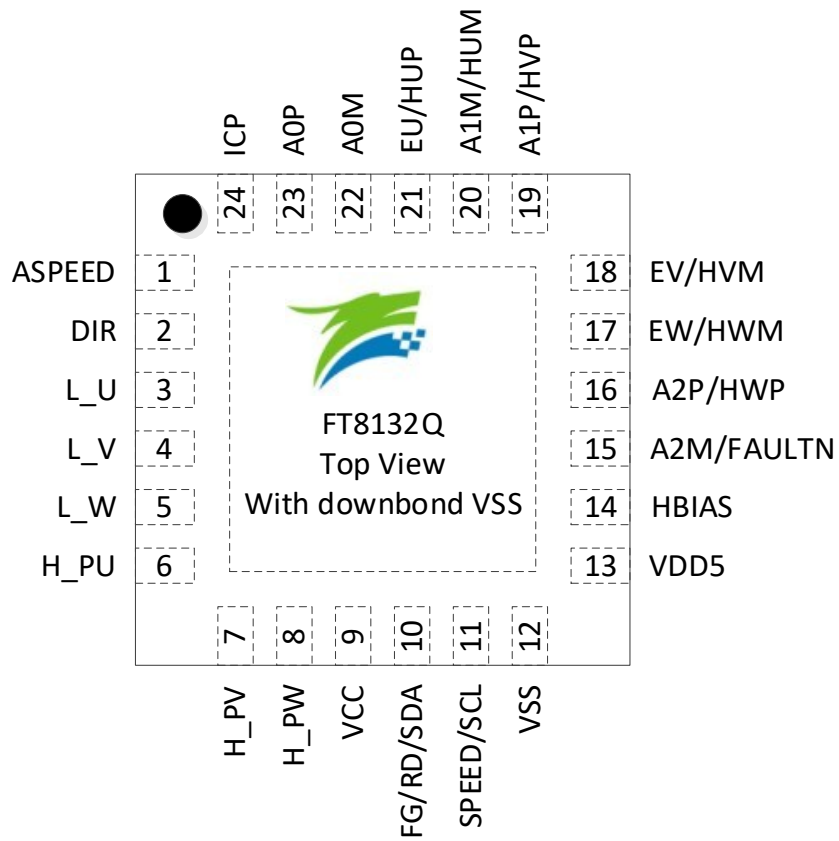 ICP A0P A0M EU/HUP A1M/HUM A1P/HVP
24 23 22 21 20 19
ASPEED 1
DIR 2
L_U 3
L_V 4
L_W 5
H_PU 6
FT8132Q
Top View
With downbond VSS
18 EV/HVM
17 EW/HWM
16 A2P/HWP
15 A2M/FAULTN
14 HBIAS
13 VDD5
7 8 9 10 11 12
H_PV H_PW VCC FG/RD/SDA SPEED/SCL VSS